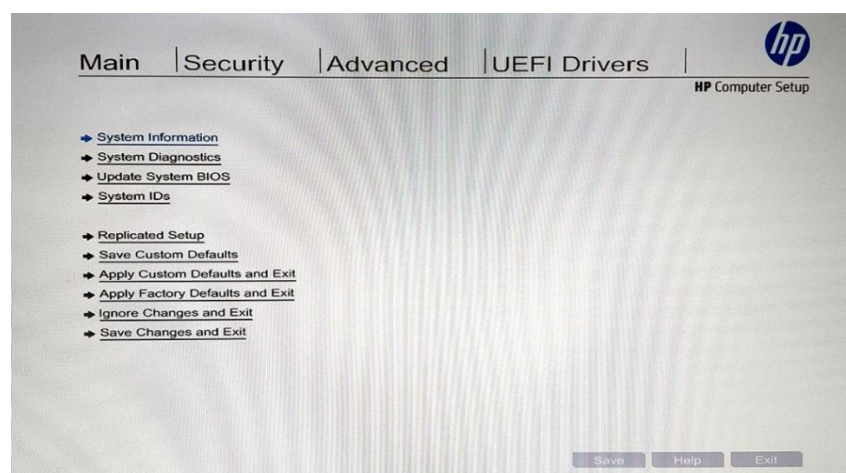 hp
Main Security Advanced UEFI Drivers
HP Computer Setup
System Information
System Diagnostics
Update System BIOS
System IDs
Replicated Setup
Save Custom Defaults
Apply Custom Defaults and Exit
Apply Factory Defaults and Exit
Ignore Changes and Exit
Save Changes and Exit
Save Help Exit